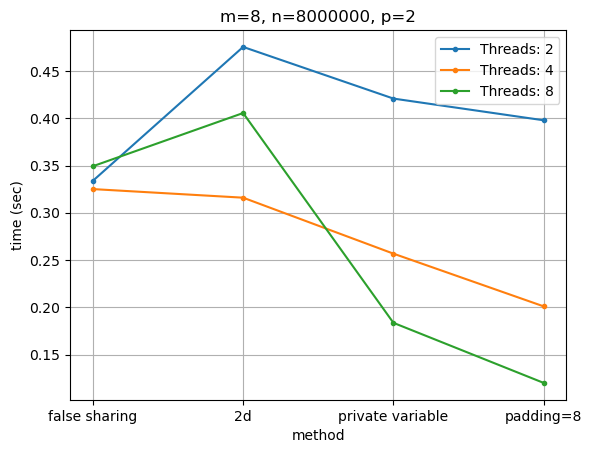 m=8, n=8000000, p=2
Threads: 2
Threads: 4
Threads: 8
time (sec)
0.45
0.40
0.35
0.30
0.25
0.20
0.15
false sharing 2d private variable padding=8
method